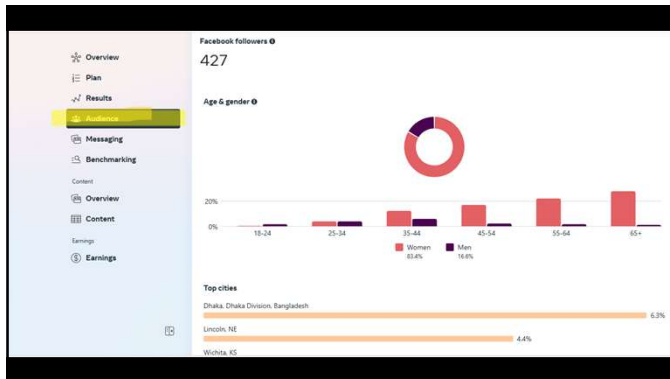 Facebook followers
427
Overview
Plan
Results
Audience
Messaging
Benchmarking
Content
Overview
Content
Earnings
Earnings
Age & gender
20%
0%
18-24
25-34
35-44
45-54
55-64
65+
Women
83.4%
Men
16.6%
Top cities
Dhaka, Dhaka Division, Bangladesh
6.3%
Lincoln, NE
4.4%
Wichita, KS